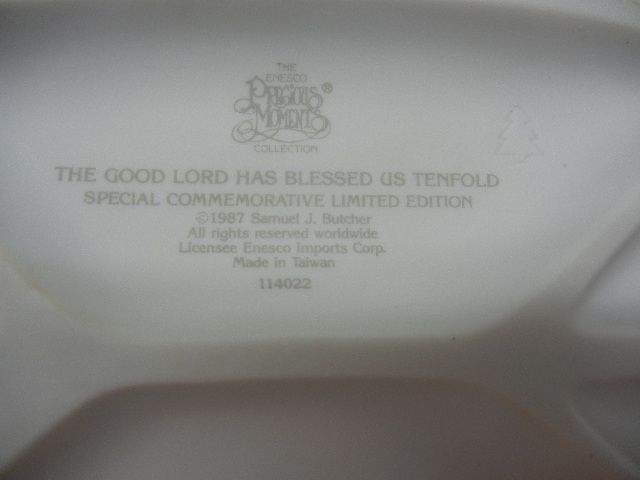 THE
ENESCO
PRECIOUS
MOMENTS®
COLLECTION
THE GOOD LORD HAS BLESSED US TENFOLD
SPECIAL COMMEMORATIVE LIMITED EDITION
©1987 Samuel J. Butcher
All rights reserved worldwide
Licensee Enesco Imports Corp.
Made in Taiwan
114022